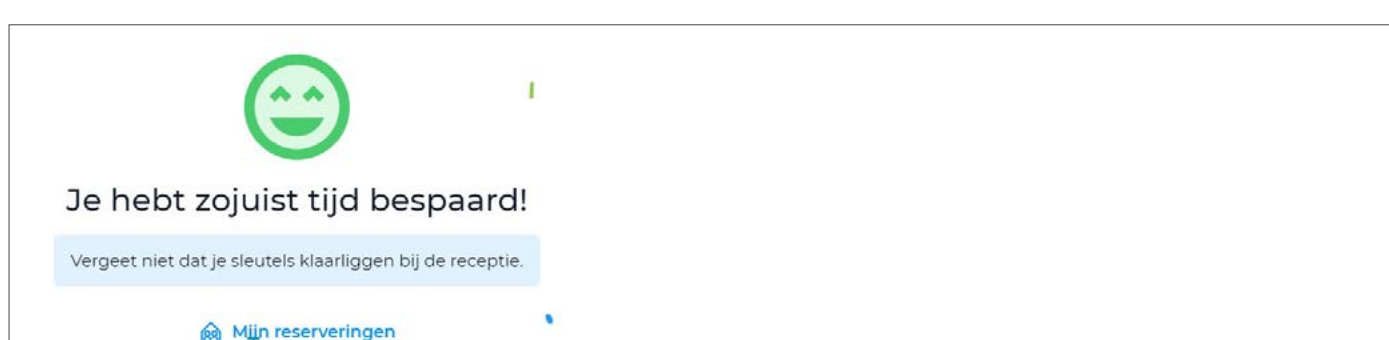 Je hebt zojuist tijd bespaard!
Vergeet niet dat je sleutels klaarliggen bij de receptie.
Mijn reserveringen